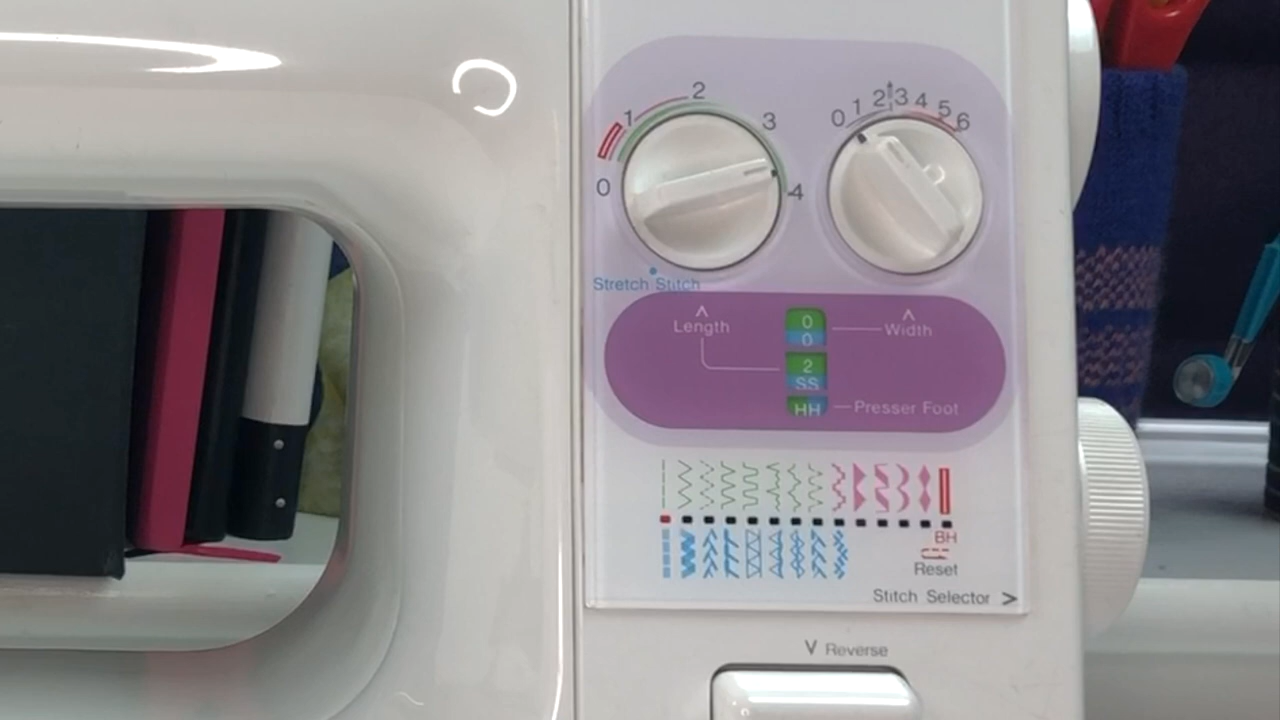 0 1 2 3 4
0 1 2 3 4 5 6
Stretch Stitch
Length
Width
0
0
2
SS
HH
Presser Foot
BH
Reset
Stitch Selector >
V Reverse